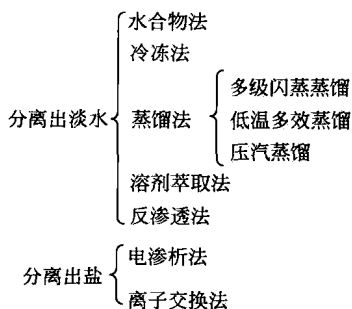 水合物法
冷冻法
多级闪蒸蒸馏
分离出淡水 蒸馏法 低温多效蒸馏
压汽蒸馏
溶剂萃取法
反渗透法
电渗析法
分离出盐
离子交换法